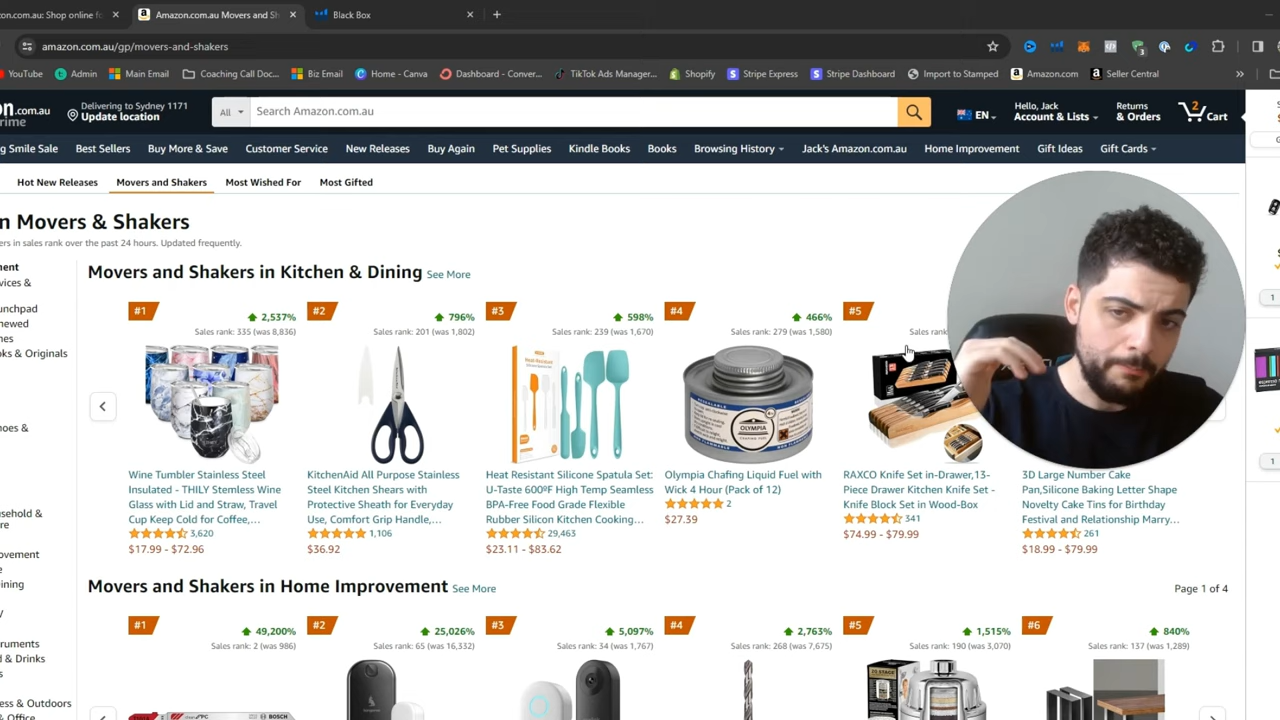 con.com.au: Shop online f
Amazon.com.au Movers and Sh
Black Box
amazon.com.au/gp/movers-and-shakers
YouTube
Admin
Main Email
Coaching Call Doc...
Biz Email
Home - Canva
Dashboard - Conver...
TikTok Ads Manager...
Shopify
Stripe Express
Stripe Dashboard
Import to Stamped
Amazon.com
Seller Central
on.com.au
rime
Delivering to Sydney 1171
Update location
All
Search Amazon.com.au
EN
Hello, Jack
Account & Lists
Returns
& Orders
2
Cart
g Smile Sale
Best Sellers
Buy More & Save
Customer Service
New Releases
Buy Again
Pet Supplies
Kindle Books
Books
Browsing History
Jack's Amazon.com.au
Home Improvement
Gift Ideas
Gift Cards
Hot New Releases
Movers and Shakers
Most Wished For
Most Gifted
n Movers & Shakers
ers in sales rank over the past 24 hours. Updated frequently.
ment
vices &
unchpad
newed
nes
oks & Originals
oes &
usehold &
re
ovement
e
ining
y
truments
d & Drinks
s
ess & Outdoors
& Office
Movers and Shakers in Kitchen & Dining See More
#1
2,537%
Sales rank: 335 (was 8,836)
Wine Tumbler Stainless Steel
Insulated - THILY Stemless Wine
Glass with Lid and Straw, Travel
Cup Keep Cold for Coffee,...
3,620
$17.99 - $72.96
#2
796%
Sales rank: 201 (was 1,802)
KitchenAid All Purpose Stainless
Steel Kitchen Shears with
Protective Sheath for Everyday
Use, Comfort Grip Handle,...
1,106
$36.92
#3
598%
Sales rank: 239 (was 1,670)
Heat Resistant Silicone Spatula Set:
U-Taste 600ºF High Temp Seamless
BPA-Free Food Grade Flexible
Rubber Silicon Kitchen Cooking...
29,463
$23.11 - $83.62
#4
466%
Sales rank: 279 (was 1,580)
OLYMPIA
Olympia Chafing Liquid Fuel with
Wick 4 Hour (Pack of 12)
2
$27.39
#5
Sales rank
RAXCO Knife Set in-Drawer,13-
Piece Drawer Kitchen Knife Set -
Knife Block Set in Wood-Box
341
$74.99 - $79.99
3D Large Number Cake
Pan,Silicone Baking Letter Shape
Novelty Cake Tins for Birthday
Festival and Relationship Marry...
261
$18.99 - $79.99
Movers and Shakers in Home Improvement See More
Page 1 of 4
#1
49,200%
Sales rank: 2 (was 986)
BOSCH
#2
25,026%
Sales rank: 65 (was 16,332)
#3
5,097%
Sales rank: 34 (was 1,767)
#4
2,763%
Sales rank: 268 (was 7,675)
#5
1,515%
Sales rank: 190 (was 3,070)
#6
840%
Sales rank: 137 (was 1,289)
1
1